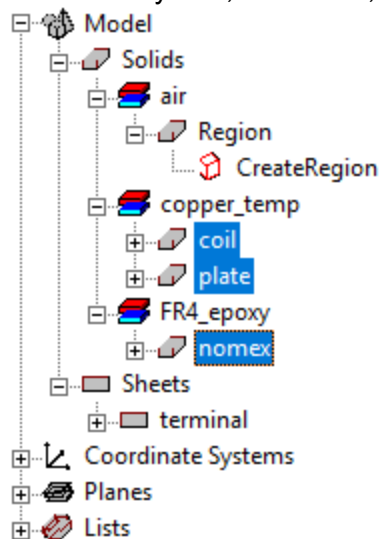 Model
Solids
air
Region
CreateRegion
copper_temp
coil
plate
FR4_epoxy
nomex
Sheets
terminal
Coordinate Systems
Planes
Lists